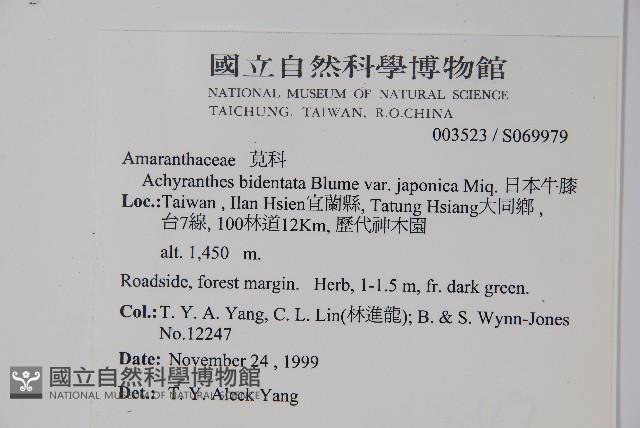 國立自然科學博物館
NATIONAL MUSEUM OF NATURAL SCIENCE
TAICHUNG, TAIWAN, R.O.CHINA
003523 / S069979
Amaranthaceae 莧科
Achyranthes bidentata Blume var. japonica Miq. 日本牛膝
Loc.:Taiwan , Ilan Hsien宜蘭縣, Tatung Hsiang大同鄉 ,
台7線, 100林道12Km, 歷代神木園
alt. 1,450 m.
Roadside, forest margin. Herb, 1-1.5 m, fr. dark green.
Col.: T. Y. A. Yang, C. L. Lin(林進龍); B. & S. Wynn-Jones
No.12247
Date: November 24 , 1999
國立自然科學博物館
NATIONAL MUSEUM OF NATURAL SCIENCE
Det.: T. Y. Aleck Yang